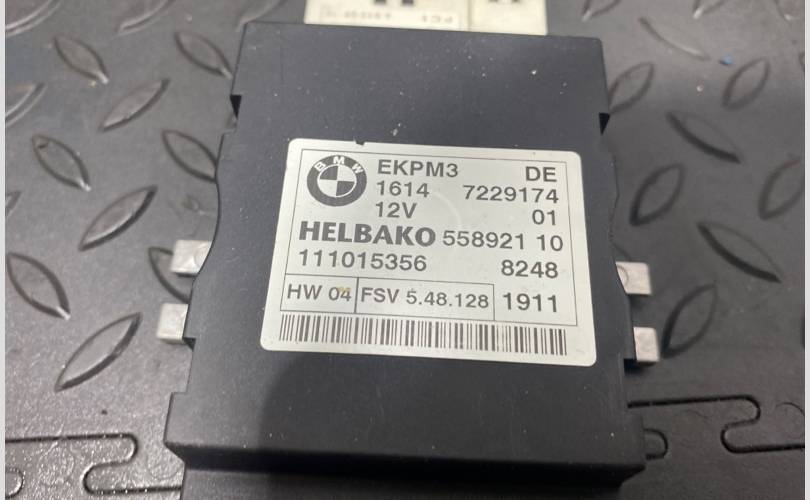 BMW
EKPM3 DE
1614 7229174
12V 01
HELBAKO 558921 10
111015356 8248
HW 04 FSV 5.48.128 1911